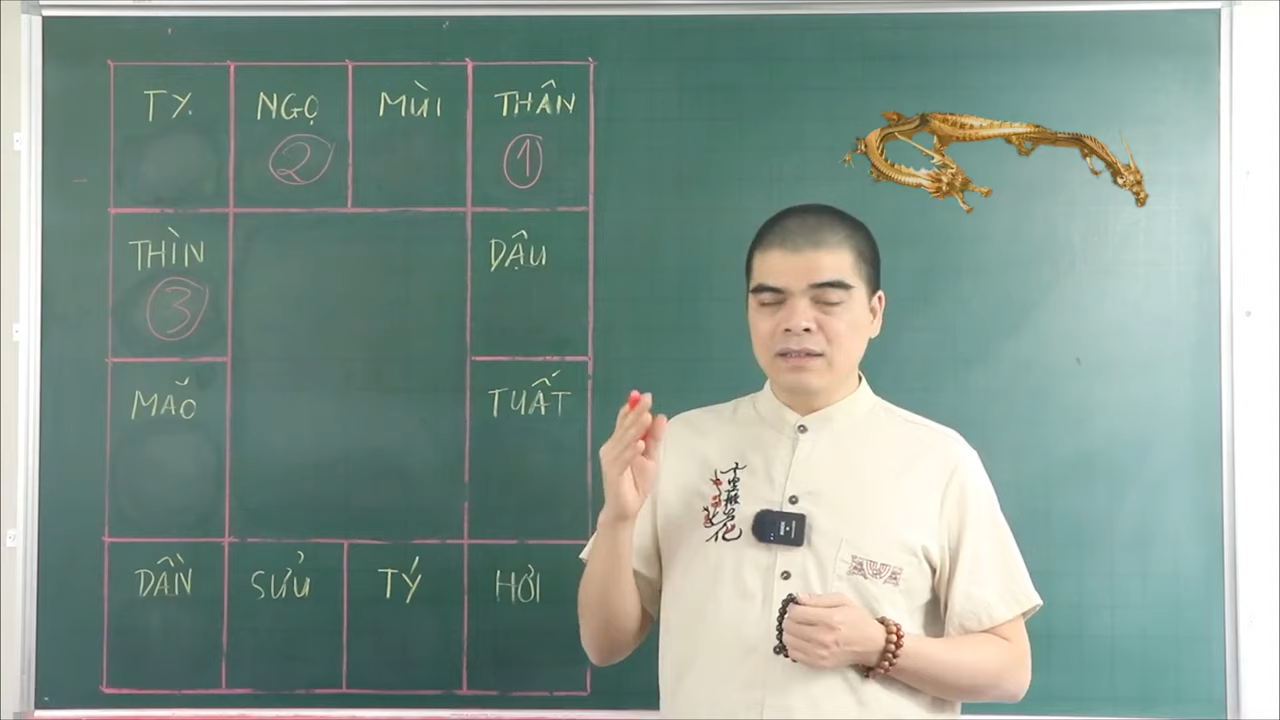 TỴ NGỌ MÙI THÂN
2 1
THÌN DẬU
3
MÃO TUẤT
DẦN SỬU TÝ HỢI